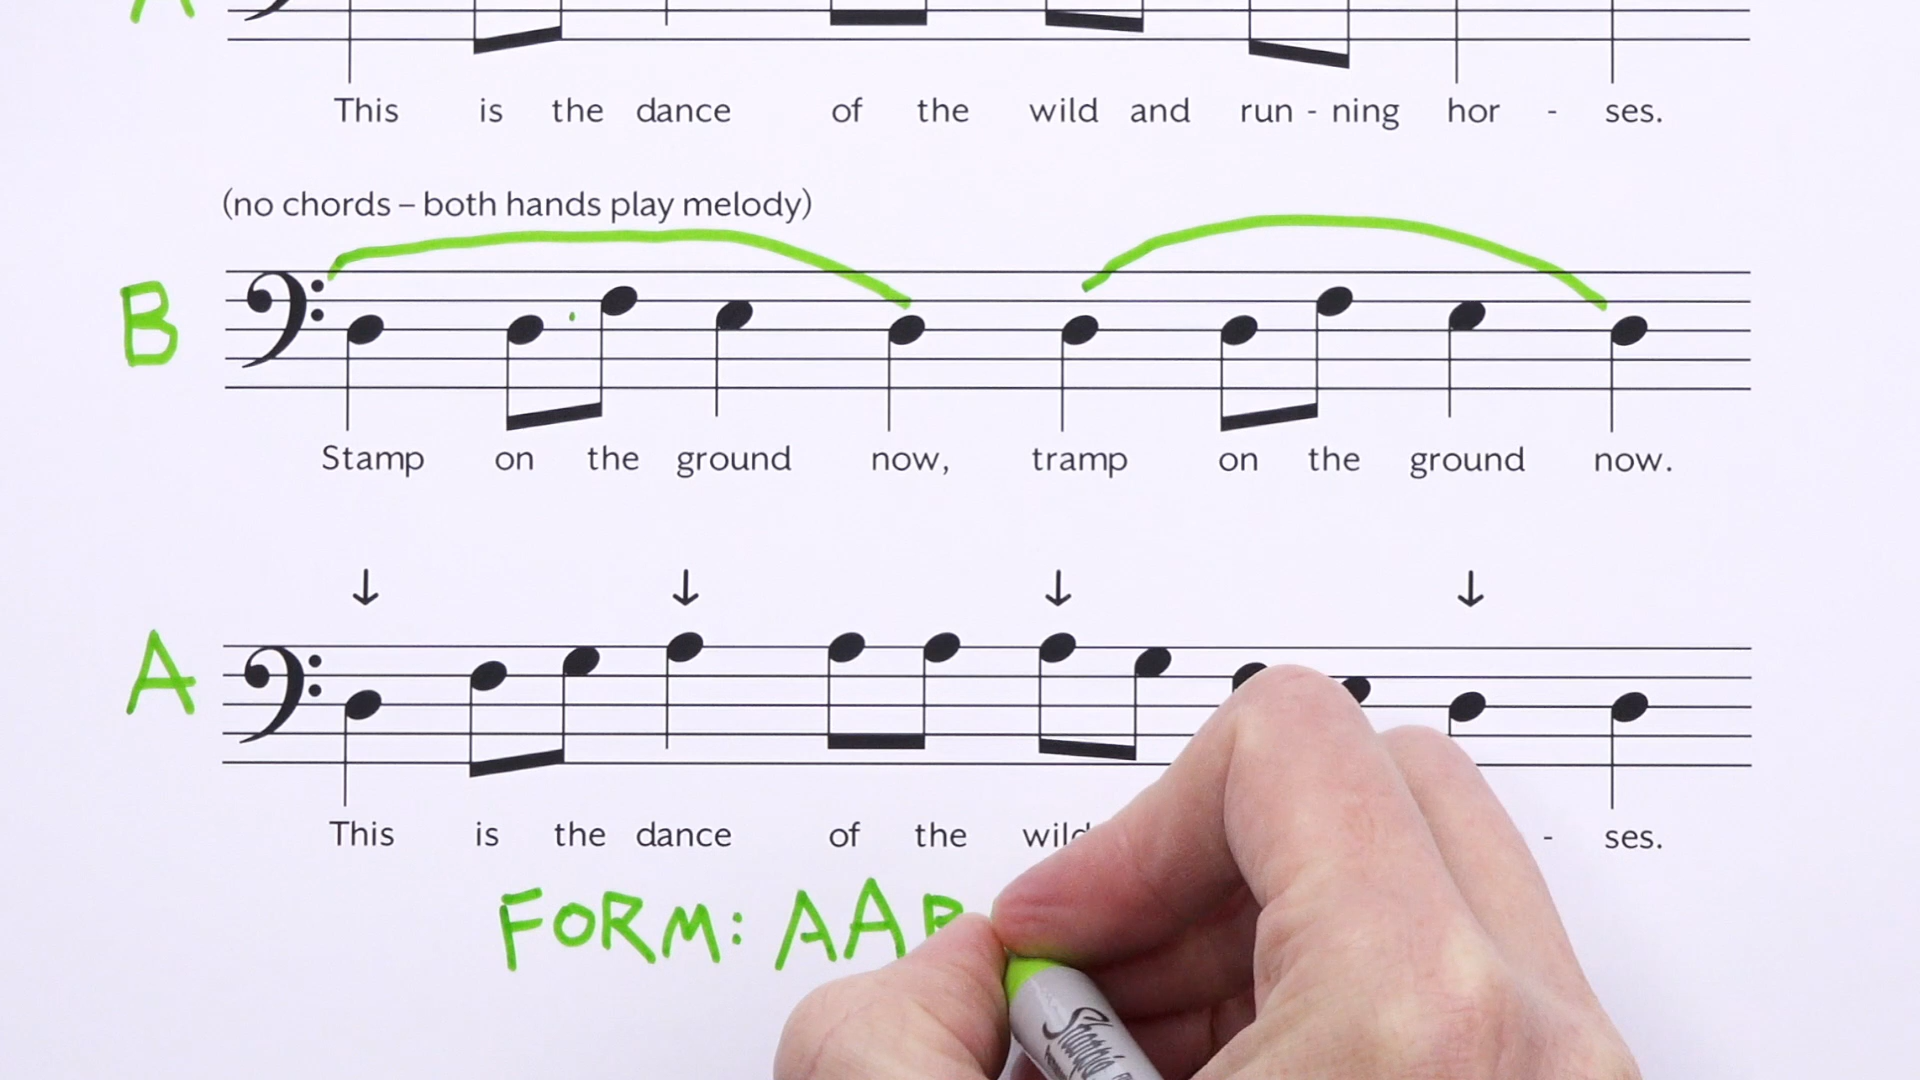 A
This is the dance of the wild and run - ning hor - ses.
(no chords – both hands play melody)
B
Stamp on the ground now, tramp on the ground now.
A
This is the dance of the - ses.
FORM: AAB
Sharpie